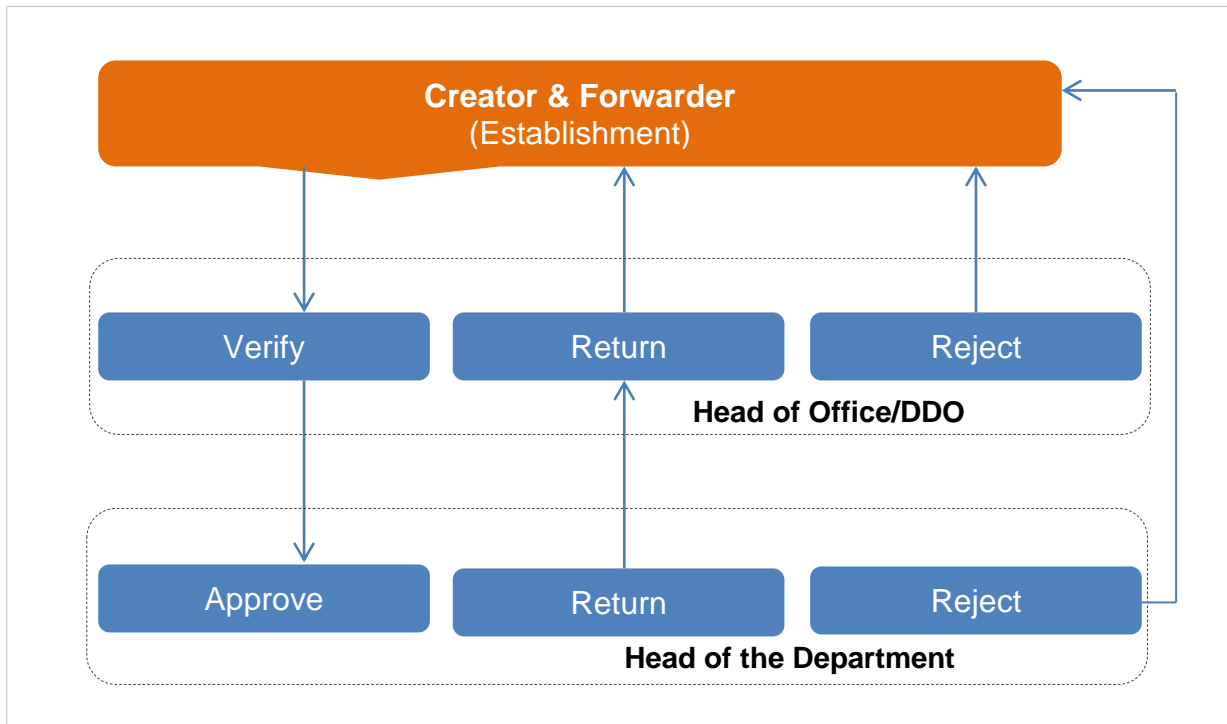 Creator & Forwarder
(Establishment)
Verify
Return
Reject
Head of Office/DDO
Approve
Return
Reject
Head of the Department